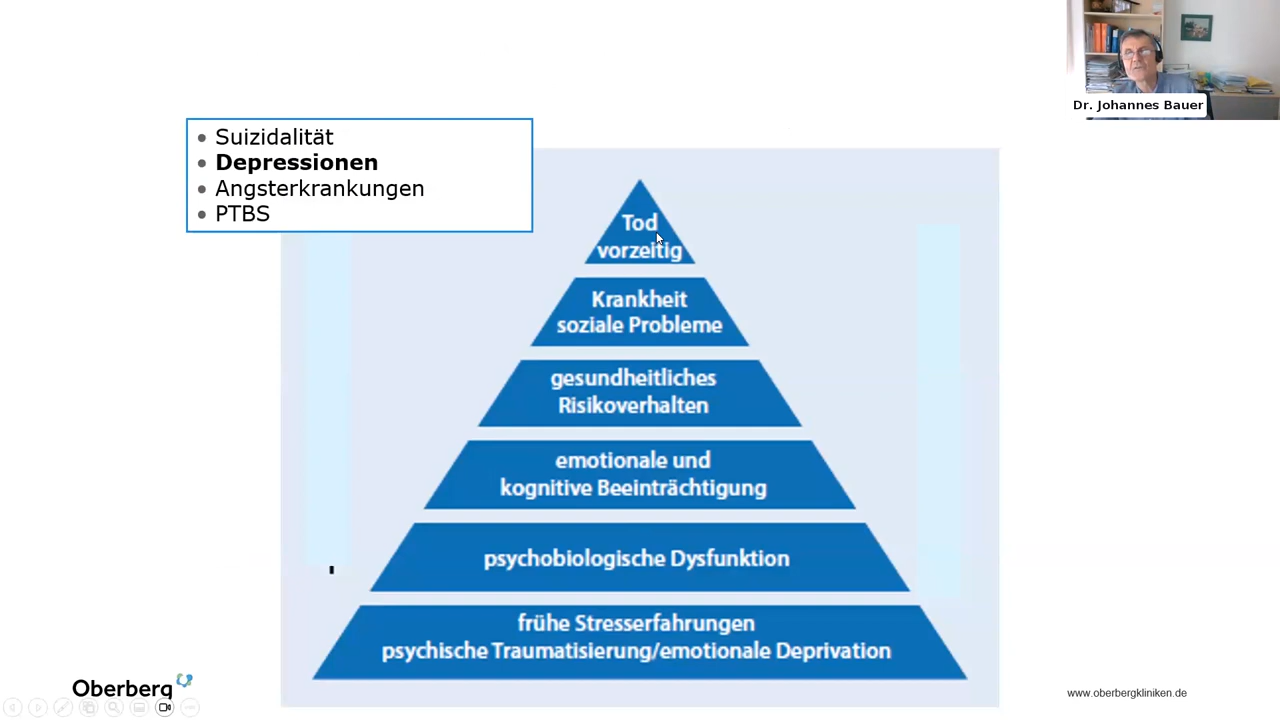 Dr. Johannes Bauer
Suizidalität
Depressionen
Angsterkrankungen
PTBS
Tod
vorzeitig
Krankheit
soziale Probleme
gesundheitliches
Risikoverhalten
emotionale und
kognitive Beeinträchtigung
psychobiologische Dysfunktion
frühe Stresserfahrungen
psychische Traumatisierung/emotionale Deprivation
Oberberg
www.oberbergkliniken.de